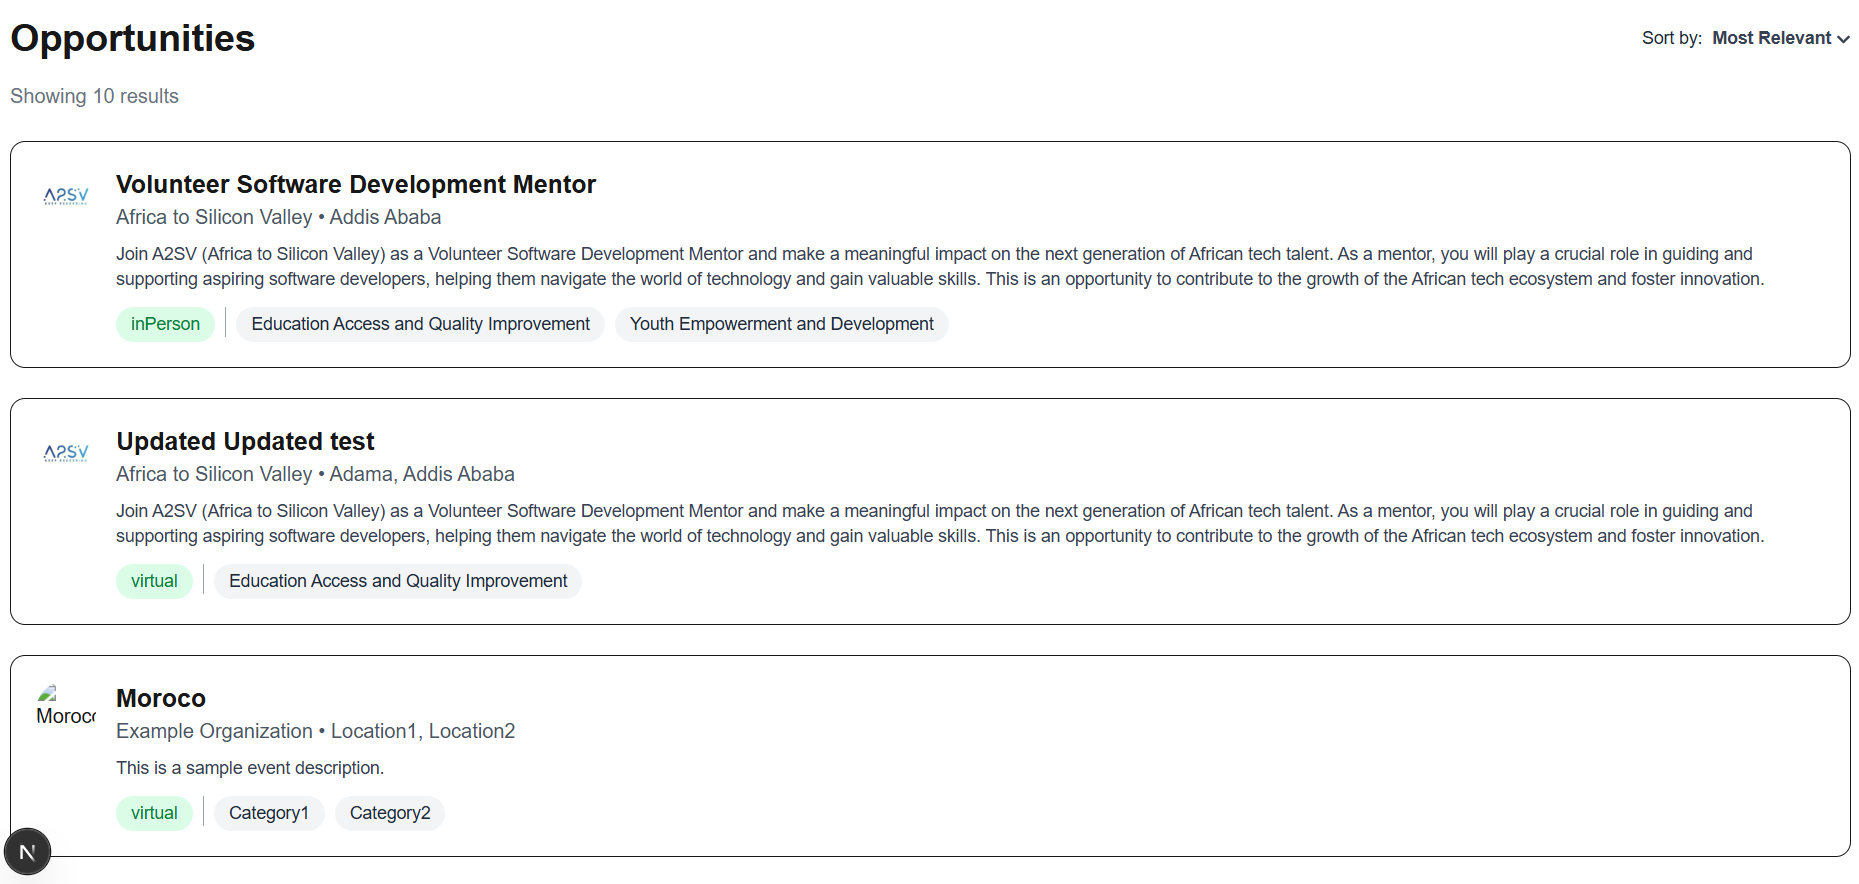 Opportunities
Sort by: Most Relevant
Showing 10 results
A2SV
Volunteer Software Development Mentor
Africa to Silicon Valley • Addis Ababa
Join A2SV (Africa to Silicon Valley) as a Volunteer Software Development Mentor and make a meaningful impact on the next generation of African tech talent. As a mentor, you will play a crucial role in guiding and
supporting aspiring software developers, helping them navigate the world of technology and gain valuable skills. This is an opportunity to contribute to the growth of the African tech ecosystem and foster innovation.
inPerson Education Access and Quality Improvement Youth Empowerment and Development
A2SV
Updated Updated test
Africa to Silicon Valley • Adama, Addis Ababa
Join A2SV (Africa to Silicon Valley) as a Volunteer Software Development Mentor and make a meaningful impact on the next generation of African tech talent. As a mentor, you will play a crucial role in guiding and
supporting aspiring software developers, helping them navigate the world of technology and gain valuable skills. This is an opportunity to contribute to the growth of the African tech ecosystem and foster innovation.
virtual Education Access and Quality Improvement
Moroco
Example Organization • Location1, Location2
This is a sample event description.
virtual Category1 Category2
N